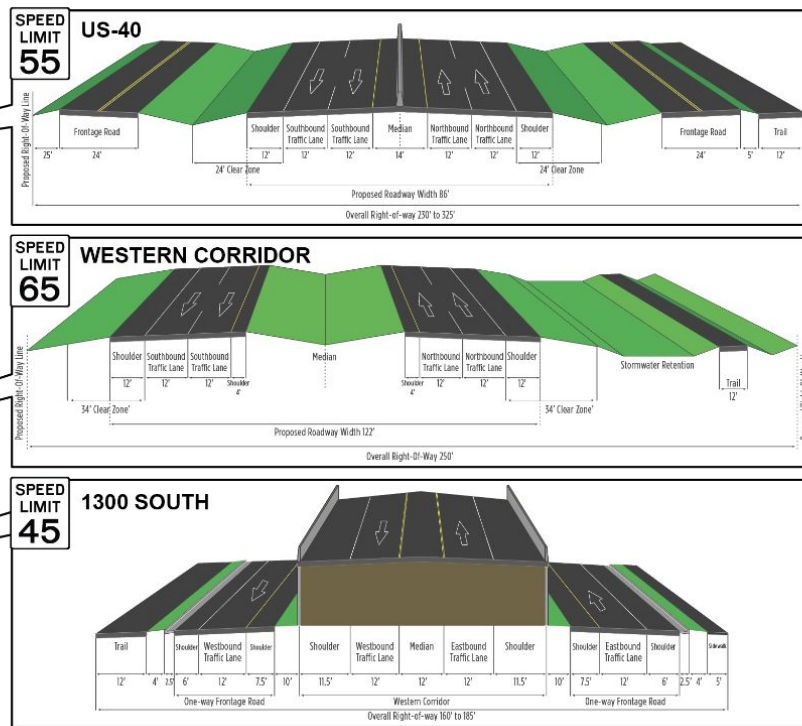 SPEED
LIMIT
55
US-40
Proposed Right-Of-Way Line
Frontage Road
Shoulder
Southbound
Traffic Lane
Southbound
Traffic Lane
Median
Northbound
Traffic Lane
Northbound
Traffic Lane
Shoulder
Frontage Road
Trail
25' 24' 12' 12' 12' 14' 12' 12' 12' 24' 5' 12'
24' Clear Zone
24' Clear Zone
Proposed Roadway Width 86'
Overall Right-of-way 230' to 325'
SPEED
LIMIT
65
WESTERN CORRIDOR
Proposed Right-Of-Way Line
Shoulder
Southbound
Traffic Lane
Southbound
Traffic Lane
Shoulder
Median
Shoulder
Northbound
Traffic Lane
Northbound
Traffic Lane
Shoulder
Stormwater Retention
Trail
12' 12' 12' 4' 4' 12' 12' 12' 12'
34' Clear Zone'
34' Clear Zone'
Proposed Roadway Width 122'
Overall Right-Of-Way 250'
SPEED
LIMIT
45
1300 SOUTH
Trail
Shoulder
Westbound
Traffic Lane
Shoulder
Shoulder
Westbound
Traffic Lane
Median
Eastbound
Traffic Lane
Shoulder
Shoulder
Eastbound
Traffic Lane
Shoulder
Sidewalk
12' 4' 2.5' 6' 12' 7.5' 10' 11.5' 12' 12' 12' 11.5' 10' 7.5' 12' 6' 2.5' 4' 5'
One-way Frontage Road
Western Corridor
One-way Frontage Road
Overall Right-of-way 160' to 185'